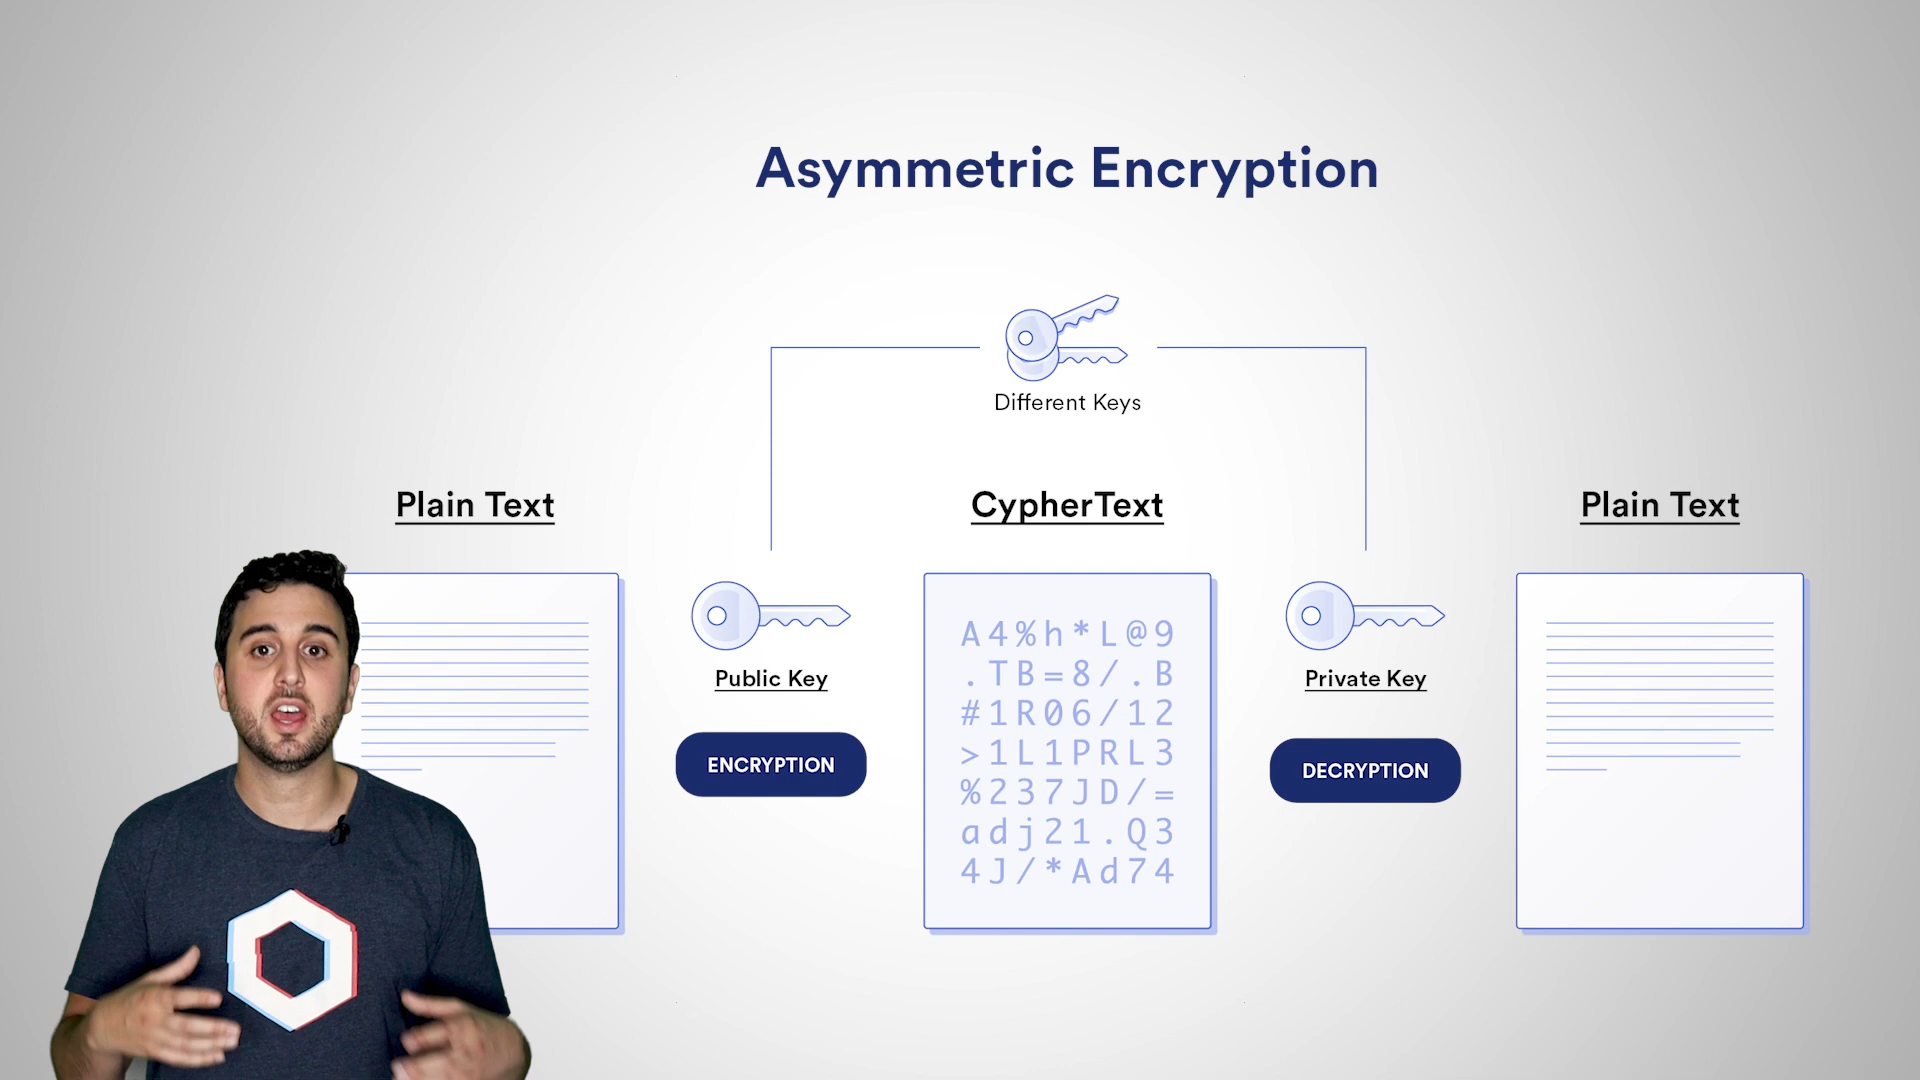 Asymmetric Encryption
Different Keys
Plain Text
CypherText
Plain Text
Public Key
ENCRYPTION
A4%h*L@9
.TB=8/.B
#1R06/12
>1L1PRL3
%237JD/=
adj21.Q3
4J/*Ad74
Private Key
DECRYPTION